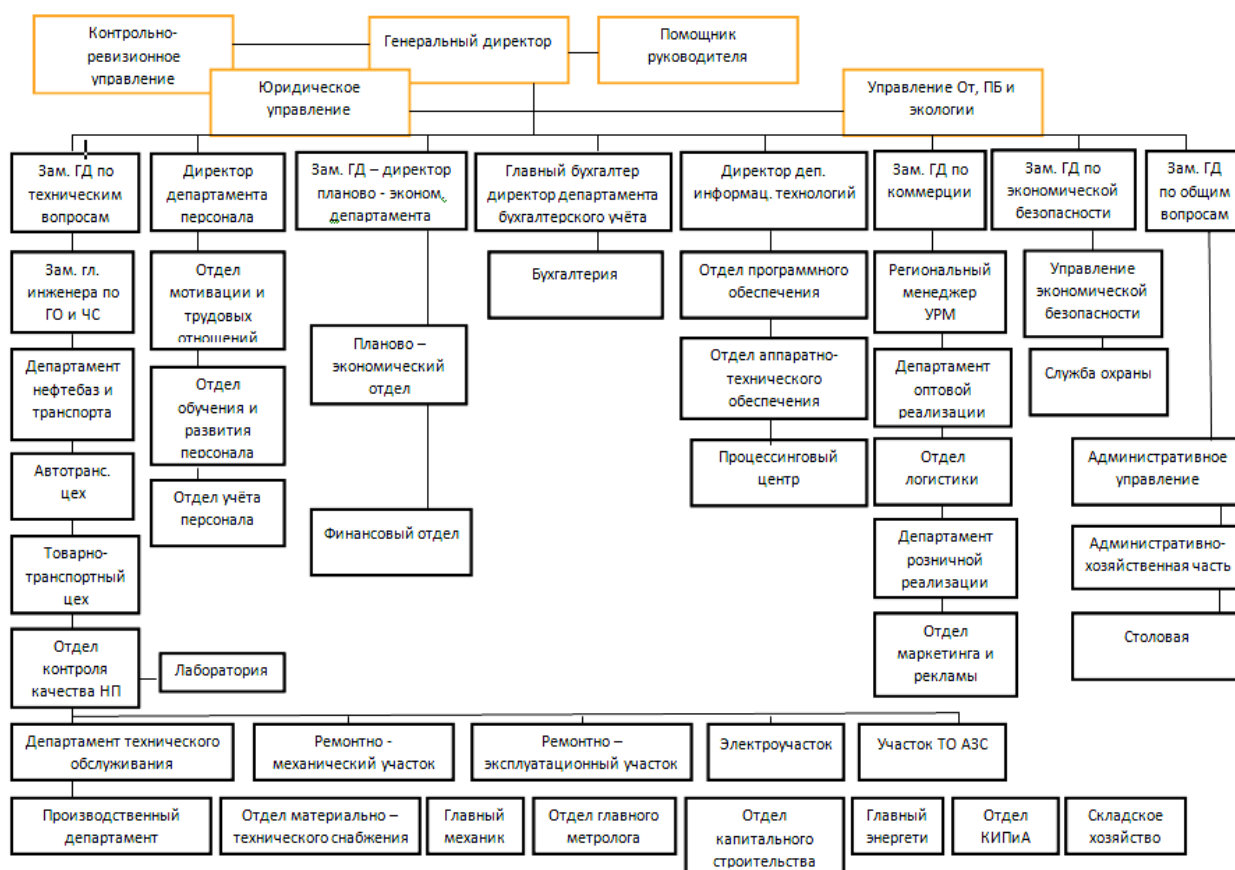 Контрольно-
ревизионное
управление
Генеральный директор
Помощник
руководителя
Юридическое
управление
Управление От, ПБ и
экологии
Зам. ГД по
техническим
вопросам
Директор
департамента
персонала
Зам. ГД – директор
планово - эконом,
департамента
Главный бухгалтер
директор департамента
бухгалтерского учёта
Директор деп.
информац. технологий
Зам. ГД по
коммерции
Зам. ГД по
экономической
безопасности
Зам. ГД
по общим
вопросам
Зам. гл.
инженера по
ГО и ЧС
Отдел
мотивации и
трудовых
отношений
Бухгалтерия
Отдел программного
обеспечения
Региональный
менеджер
УРМ
Управление
экономической
безопасности
Департамент
нефтебаз и
транспорта
Отдел
обучения и
развития
персонала
Планово –
экономический
отдел
Отдел аппаратно-
технического
обеспечения
Департамент
оптовой
реализации
Служба охраны
Автотранс.
цех
Отдел учёта
персонала
Финансовый отдел
Процессинговый
центр
Отдел
логистики
Административное
управление
Товарно-
транспортный
цех
Департамент
розничной
реализации
Административно-
хозяйственная часть
Отдел
контроля
качества НП
Лаборатория
Отдел
маркетинга и
рекламы
Столовая
Департамент технического
обслуживания
Ремонтно -
механический участок
Ремонтно –
эксплуатационный участок
Электроучасток
Участок ТО АЗС
Производственный
департамент
Отдел материально –
технического снабжения
Главный
механик
Отдел главного
метролога
Отдел
капитального
строительства
Главный
энергети
Отдел
КИПиА
Складское
хозяйство